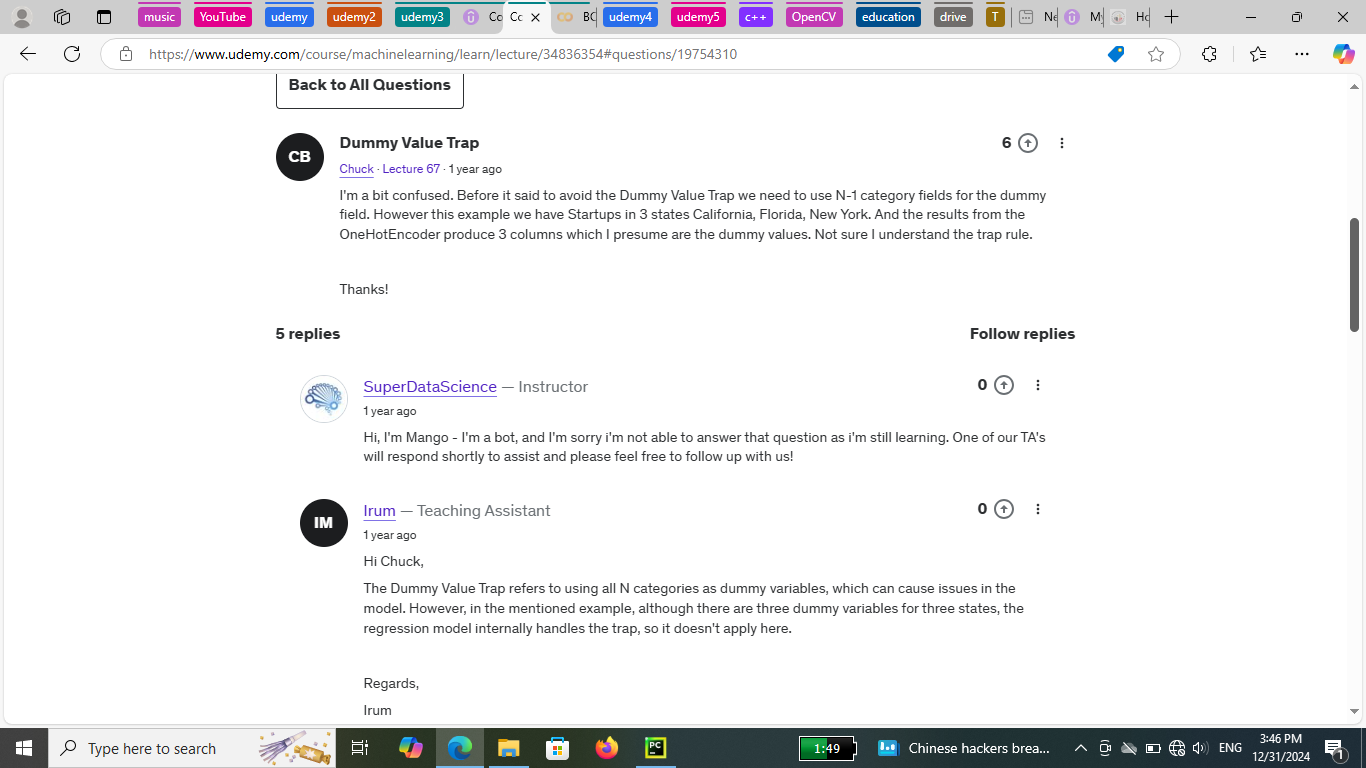 music
YouTube
udemy
udemy2
udemy3
Co
Cc
BC
udemy4
udemy5
c++
OpenCV
education
drive
T
Ne
My
Ho
https://www.udemy.com/course/machinelearning/learn/lecture/34836354#questions/19754310
Back to All Questions
CB
Dummy Value Trap
6
Chuck · Lecture 67 · 1 year ago
I'm a bit confused. Before it said to avoid the Dummy Value Trap we need to use N-1 category fields for the dummy
field. However this example we have Startups in 3 states California, Florida, New York. And the results from the
OneHotEncoder produce 3 columns which I presume are the dummy values. Not sure I understand the trap rule.
Thanks!
5 replies
Follow replies
SuperDataScience — Instructor
0
1 year ago
Hi, I'm Mango - I'm a bot, and I'm sorry i'm not able to answer that question as i'm still learning. One of our TA's
will respond shortly to assist and please feel free to follow up with us!
IM
Irum — Teaching Assistant
0
1 year ago
Hi Chuck,
The Dummy Value Trap refers to using all N categories as dummy variables, which can cause issues in the
model. However, in the mentioned example, although there are three dummy variables for three states, the
regression model internally handles the trap, so it doesn't apply here.
Regards,
Irum
Type here to search
PC
1:49
Chinese hackers brea...
ENG
3:46 PM
12/31/2024
1